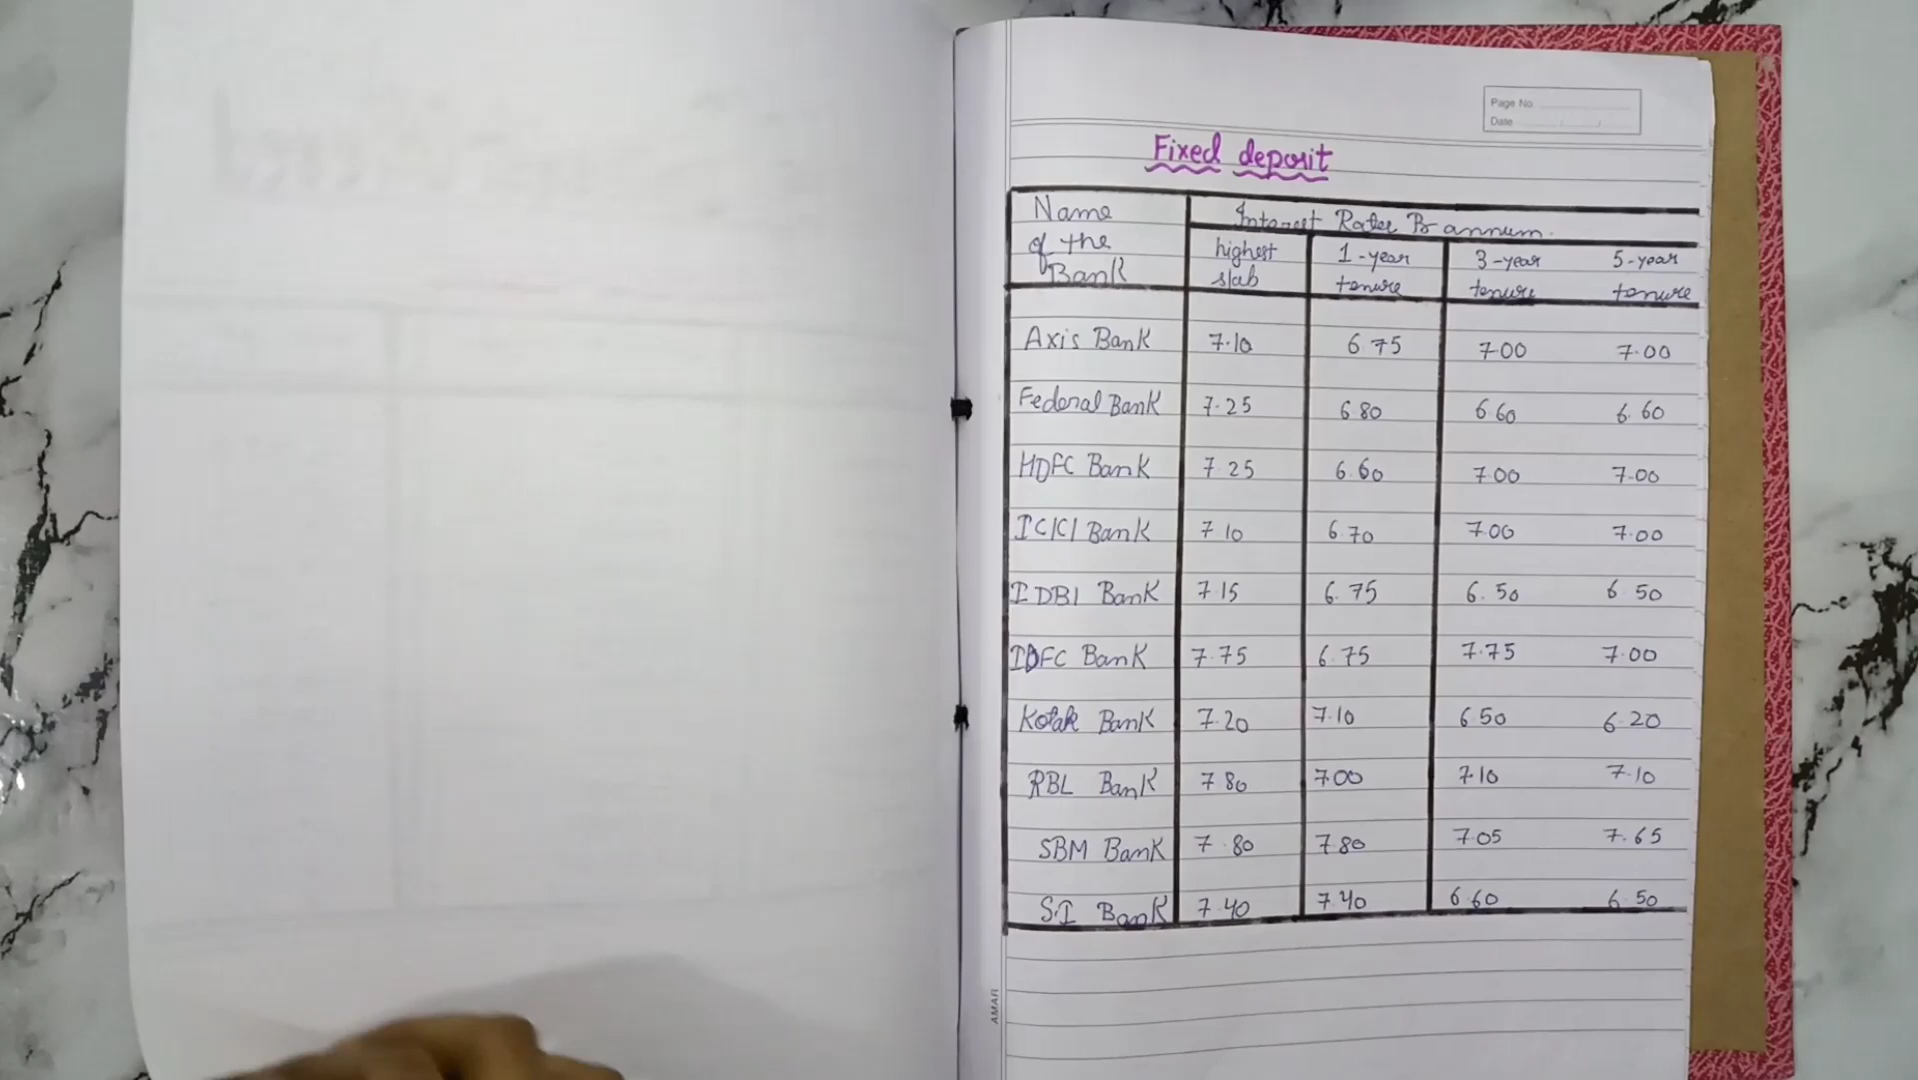 Page No
Date
Fixed deposit
Name of the Bank
Interest Rates Pr annum.
highest slab
1-year tenure
3-year tenure
5-year tenure
Axis Bank 7.10 6.75 7.00 7.00
Federal Bank 7.25 6.80 6.60 6.60
HDFC Bank 7.25 6.60 7.00 7.00
ICICI Bank 7.10 6.70 7.00 7.00
IDBI Bank 7.15 6.75 6.50 6.50
IDFC Bank 7.75 6.75 7.75 7.00
Kotak Bank 7.20 7.10 6.50 6.20
RBL Bank 7.80 7.00 7.10 7.10
SBM Bank 7.80 7.80 7.05 7.65
S.I Bank 7.40 7.40 6.60 6.50
AMAR